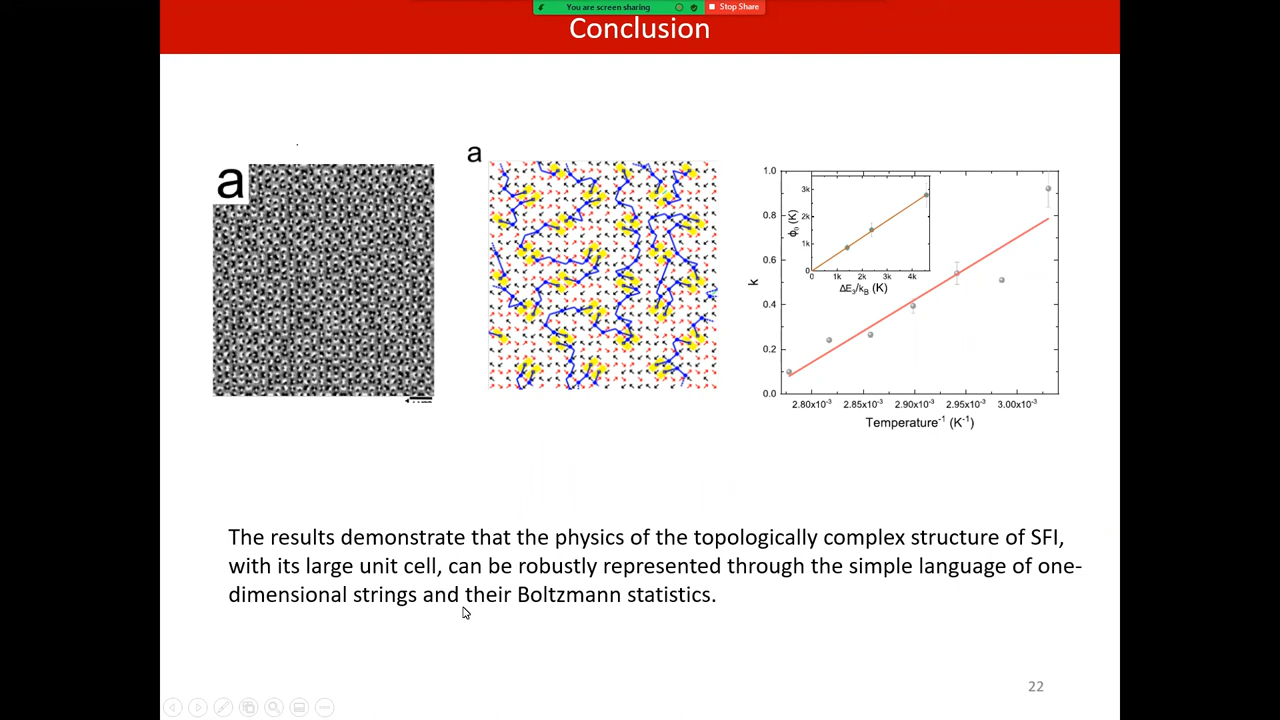 You are screen sharing
Stop Share
Conclusion
a
a
1.0
0.8
0.6
0.4
0.2
0.0
k
3k
2k
1k
0
ϕ
(K)
0 1k 2k 3k 4k
ΔE₃/k_B (K)
2.80x10⁻³ 2.85x10⁻³ 2.90x10⁻³ 2.95x10⁻³ 3.00x10⁻³
Temperature⁻¹ (K⁻¹)
The results demonstrate that the physics of the topologically complex structure of SFI,
with its large unit cell, can be robustly represented through the simple language of one-
dimensional strings and their Boltzmann statistics.
22